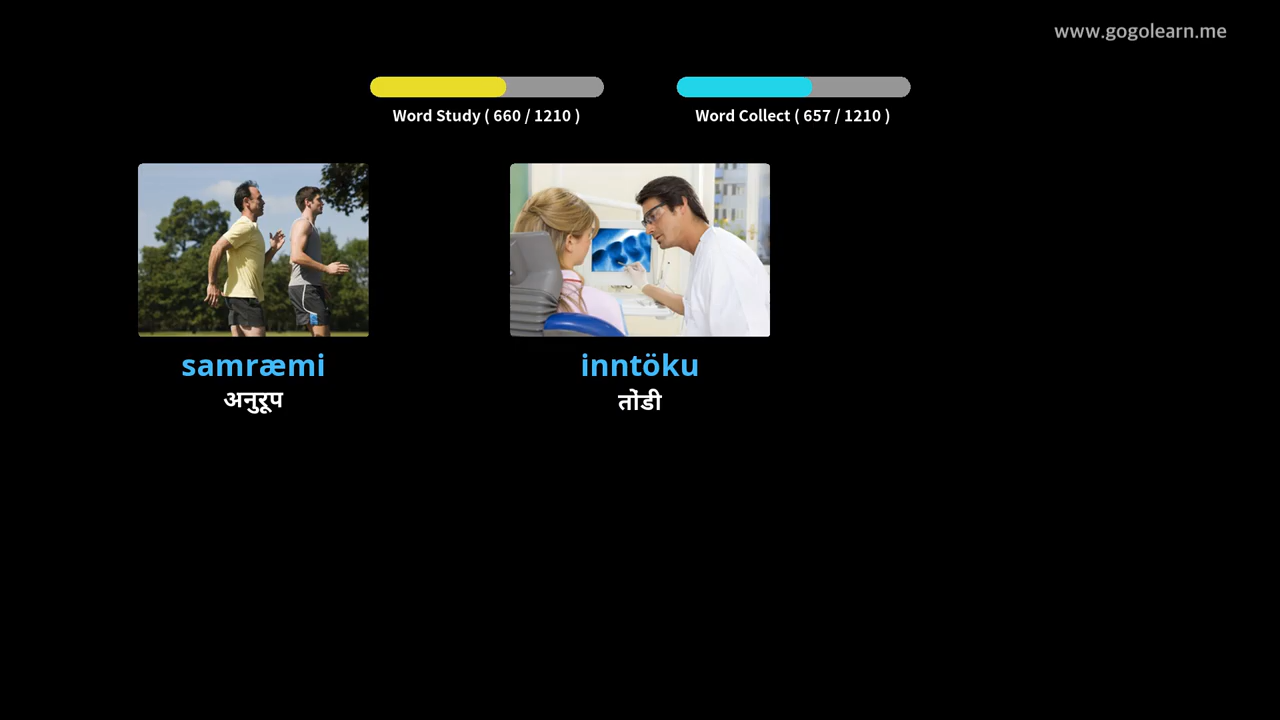 www.gogolearn.me
Word Study ( 660 / 1210 )
Word Collect ( 657 / 1210 )
samræmi
अनुरूप
inntöku
तोंडी